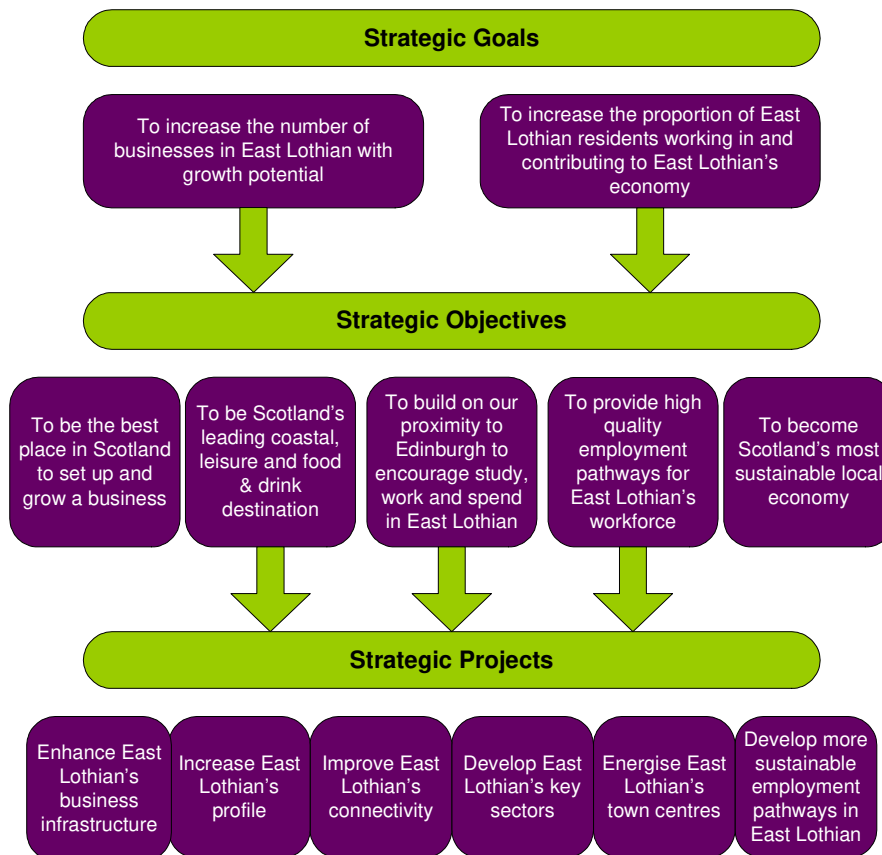 Strategic Goals
To increase the number of
businesses in East Lothian with
growth potential
To increase the proportion of East
Lothian residents working in and
contributing to East Lothian's
economy
Strategic Objectives
To be the best
place in Scotland
to set up and
grow a business
To be Scotland's
leading coastal,
leisure and food
& drink
destination
To build on our
proximity to
Edinburgh to
encourage study,
work and spend
in East Lothian
To provide high
quality
employment
pathways for
East Lothian's
workforce
To become
Scotland's most
sustainable local
economy
Strategic Projects
Enhance East
Lothian's
business
infrastructure
Increase East
Lothian's
profile
Improve East
Lothian's
connectivity
Develop East
Lothian's key
sectors
Energise East
Lothian's
town centres
Develop more
sustainable
employment
pathways in
East Lothian